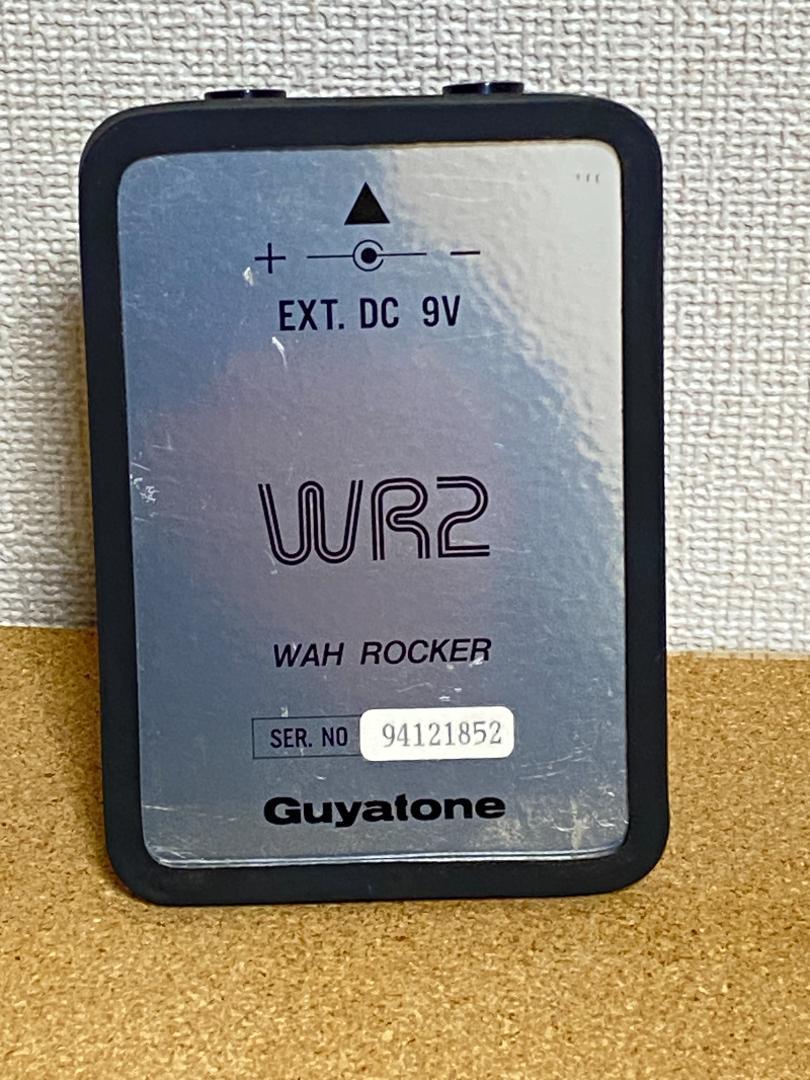 + −
EXT. DC 9V
WR2
WAH ROCKER
SER. NO 94121852
Guyatone